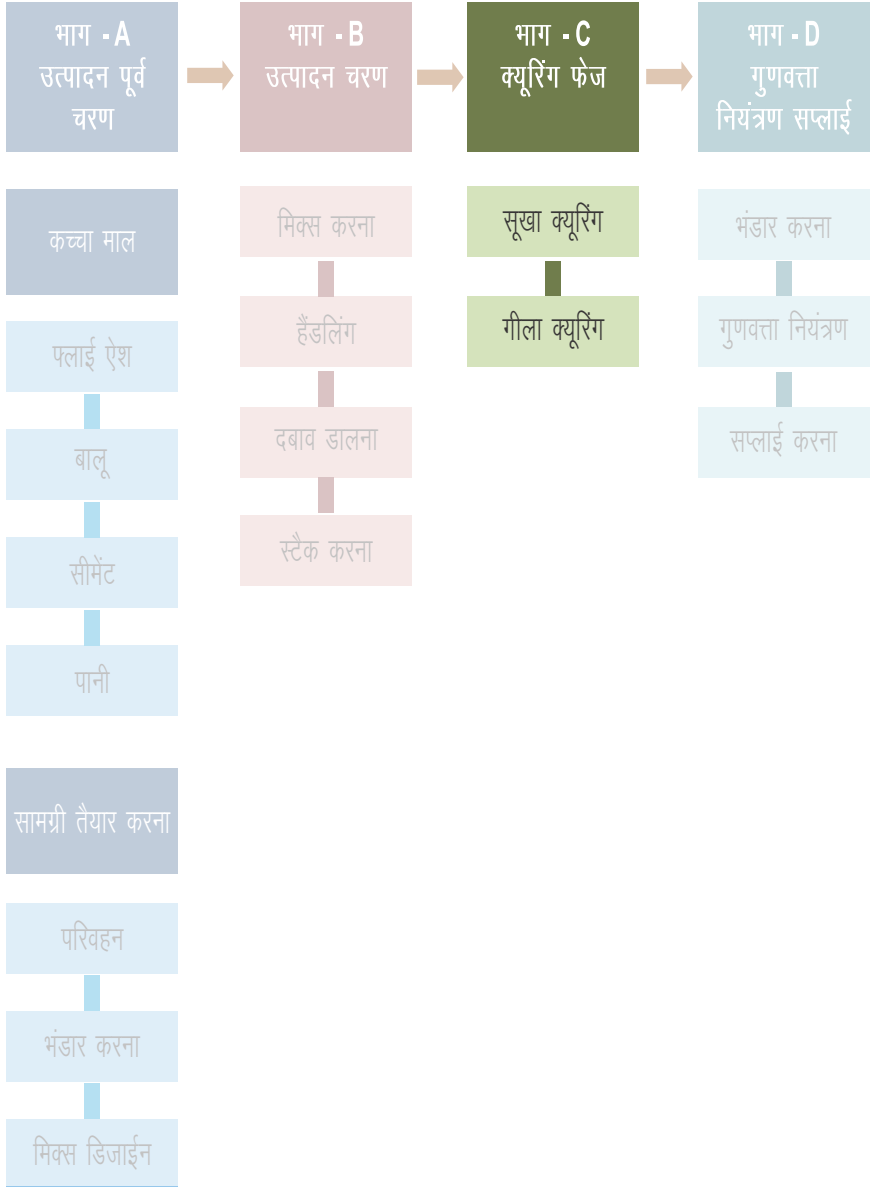 भाग - A
उत्पादन पूर्व
चरण
कच्चा माल
फ्लाई ऐश
बालू
सीमेंट
पानी
सामग्री तैयार करना
परिवहन
भंडार करना
मिक्स डिजाईन
भाग - B
उत्पादन चरण
मिक्स करना
हैंडलिंग
दबाव डालना
स्टैक करना
भाग - C
क्यूरिंग फेज
सूखा क्यूरिंग
गीला क्यूरिंग
भाग - D
गुणवत्ता
नियंत्रण सप्लाई
भंडार करना
गुणवत्ता नियंत्रण
सप्लाई करना